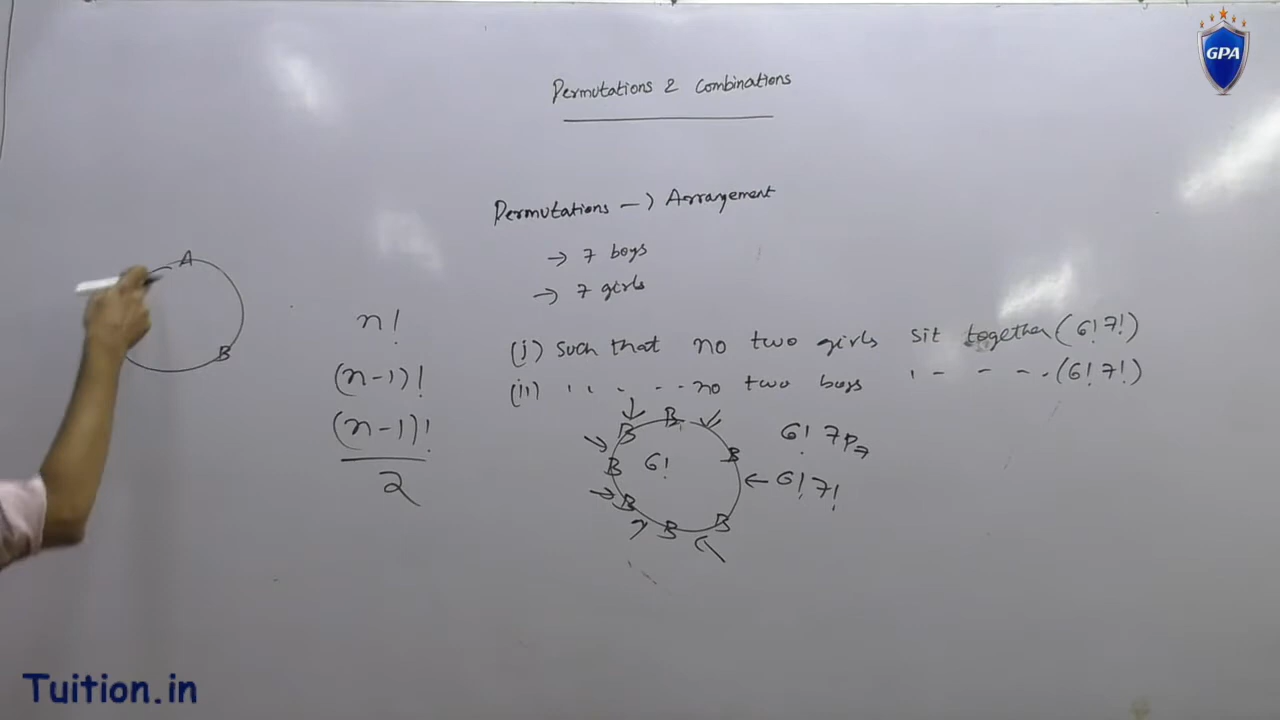 GPA
Permutations & Combinations
Permutations → Arrangement
→ 7 boys
→ 7 girls
(i) Such that no two girls sit together (6! 7!)
(ii) ,, ,, no two boys ,, - - - (6! 7!)
A
B
n!
(n-1)!
(n-1)!
2
B
B
B
B
B
B
B
6!
6! 7P7
6! 7!
Tuition.in